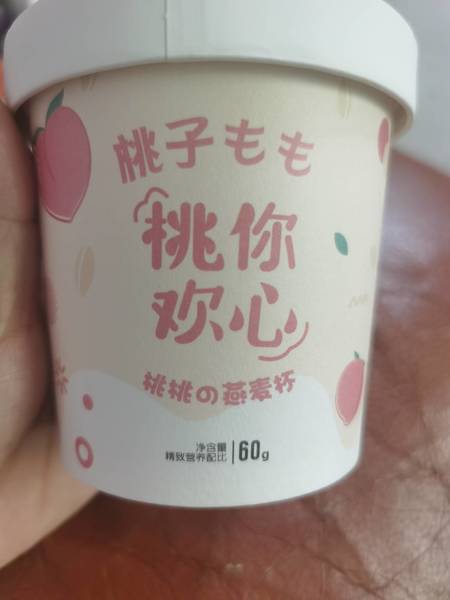 桃子もも
桃你
欢心
桃桃の燕麦杯
净含量
精致营养配比
60g